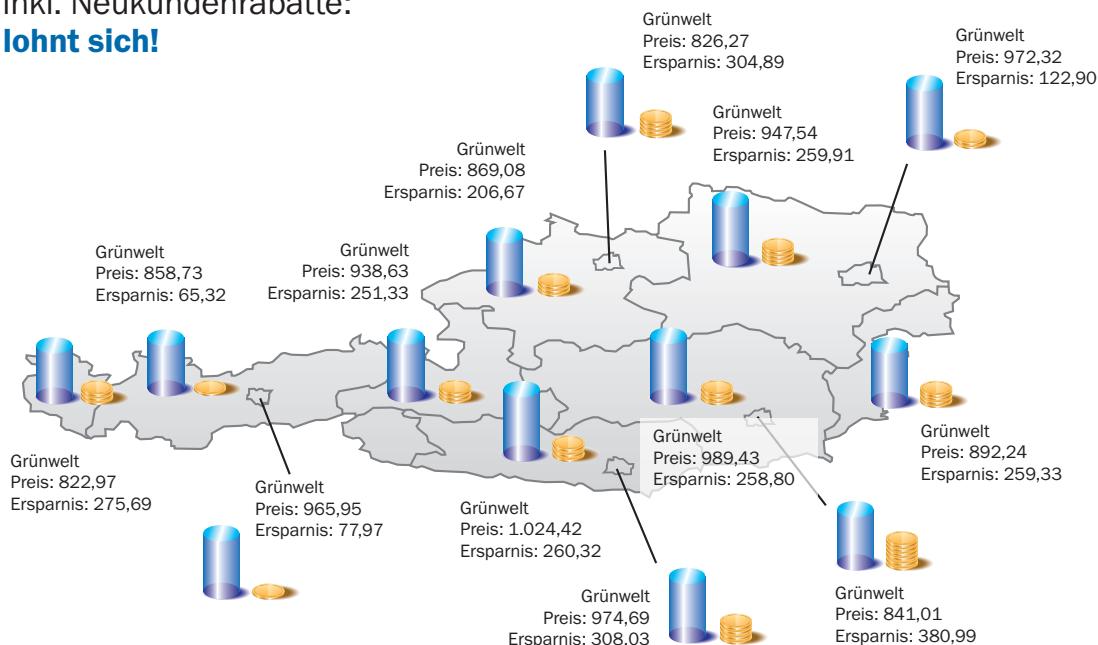 inkl. Neukundenrabatte:
lohnt sich!
Grünwelt
Preis: 826,27
Ersparnis: 304,89
Grünwelt
Preis: 972,32
Ersparnis: 122,90
Grünwelt
Preis: 947,54
Ersparnis: 259,91
Grünwelt
Preis: 869,08
Ersparnis: 206,67
Grünwelt
Preis: 938,63
Ersparnis: 251,33
Grünwelt
Preis: 858,73
Ersparnis: 65,32
Grünwelt
Preis: 822,97
Ersparnis: 275,69
Grünwelt
Preis: 965,95
Ersparnis: 77,97
Grünwelt
Preis: 1.024,42
Ersparnis: 260,32
Grünwelt
Preis: 989,43
Ersparnis: 258,80
Grünwelt
Preis: 892,24
Ersparnis: 259,33
Grünwelt
Preis: 974,69
Ersparnis: 308,03
Grünwelt
Preis: 841,01
Ersparnis: 380,99